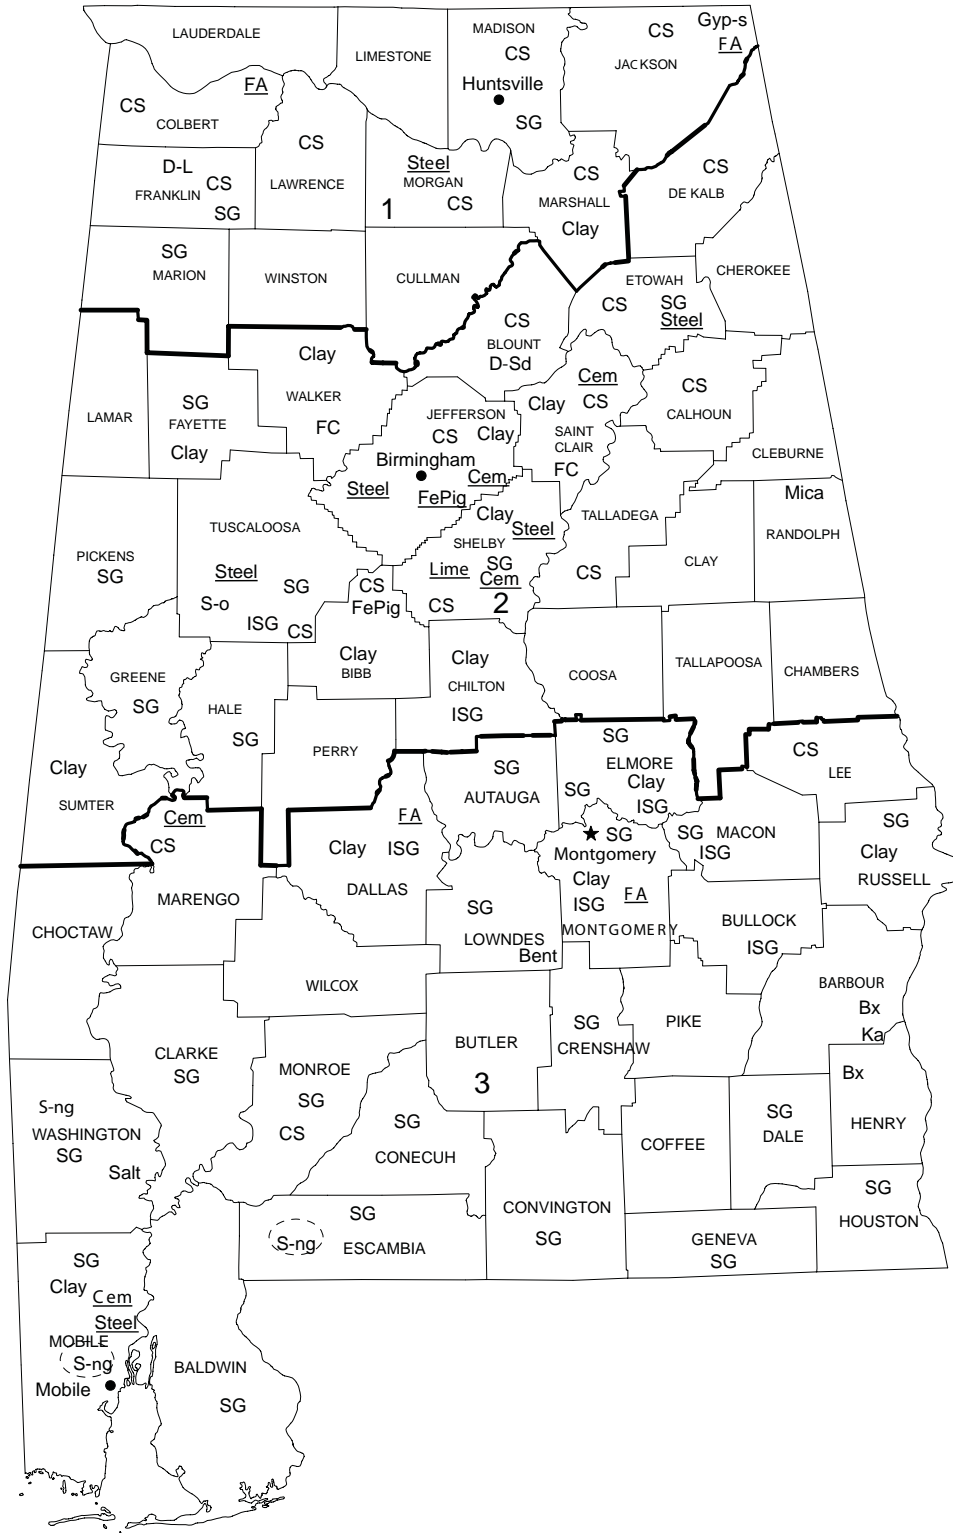 LAUDERDALE
LIMESTONE
MADISON
CS
Huntsville
SG
CS
JACKSON
Gyp-s
FA
FA
CS
COLBERT
CS
LAWRENCE
D-L
FRANKLIN
CS
SG
Steel
MORGAN
CS
1
CS
MARSHALL
Clay
CS
DE KALB
SG
MARION
WINSTON
CULLMAN
CHEROKEE
ETOWAH
CS
SG
Steel
CS
BLOUNT
D-Sd
LAMAR
SG
FAYETTE
Clay
Clay
WALKER
FC
JEFFERSON
CS
Clay
Birmingham
Steel
FePig
Cem
Cem
Clay
CS
SAINT
CLAIR
FC
CS
CALHOUN
CLEBURNE
PICKENS
SG
TUSCALOOSA
Steel
SG
S-o
ISG
CS
CS
FePig
Clay
BIBB
Clay
Steel
SHELBY
SG
Lime
Cem
CS
2
TALLADEGA
CS
CLAY
Mica
RANDOLPH
GREENE
SG
HALE
SG
PERRY
Clay
CHILTON
ISG
COOSA
TALLAPOOSA
CHAMBERS
Clay
SUMTER
Cem
CS
MARENGO
FA
Clay
ISG
DALLAS
SG
AUTAUGA
SG
ELMORE
Clay
SG
ISG
CS
LEE
SG
Montgomery
Clay
ISG
FA
MONTGOMERY
SG
MACON
ISG
SG
Clay
RUSSELL
CHOCTAW
SG
LOWNDES
Bent
BULLOCK
ISG
WILCOX
BARBOUR
Bx
Ka
CLARKE
SG
MONROE
SG
CS
BUTLER
3
SG
CRENSHAW
PIKE
Bx
HENRY
S-ng
WASHINGTON
SG
Salt
SG
CONECUH
COFFEE
SG
DALE
SG
S-ng
ESCAMBIA
CONVINGTON
SG
GENEVA
SG
SG
HOUSTON
SG
Clay
Cem
Steel
MOBILE
S-ng
Mobile
BALDWIN
SG